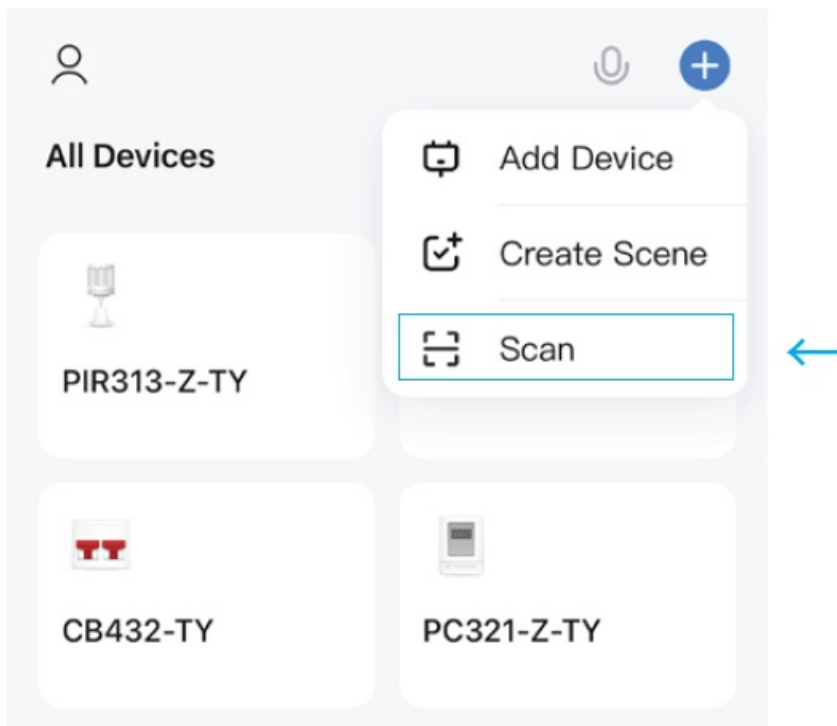 All Devices
Add Device
Create Scene
Scan
PIR313-Z-TY
CB432-TY
PC321-Z-TY